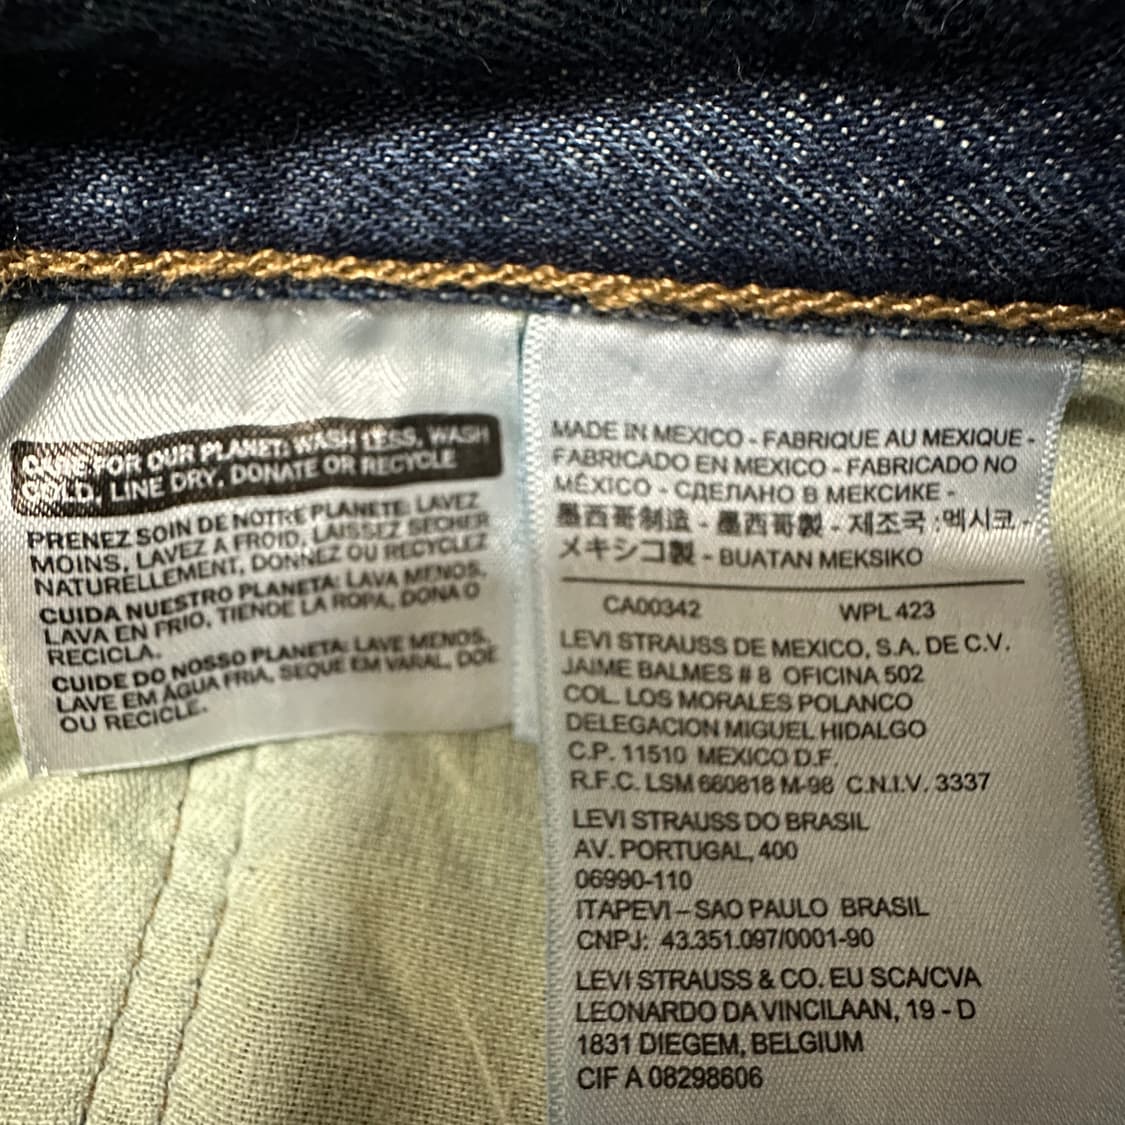 CARE FOR OUR PLANET: WASH LESS, WASH
COLD, LINE DRY, DONATE OR RECYCLE
PRENEZ SOIN DE NOTRE PLANETE: LAVEZ
MOINS, LAVEZ A FROID, LAISSEZ SECHER
NATURELLEMENT, DONNEZ OU RECYCLEZ
CUIDA NUESTRO PLANETA: LAVA MENOS,
LAVA EN FRIO, TIENDE LA ROPA, DONA O
RECICLA.
CUIDE DO NOSSO PLANETA: LAVE MENOS,
LAVE EM ÁGUA FRIA, SEQUE EM VARAL, DOE
OU RECICLE.
MADE IN MEXICO - FABRIQUE AU MEXIQUE -
FABRICADO EN MEXICO - FABRICADO NO
MÉXICO - СДЕЛАНО В МЕКСИКЕ -
墨西哥制造 - 墨西哥製 - 제조국 :멕시코 -
メキシコ製 - BUATAN MEKSIKO
CA00342 WPL 423
LEVI STRAUSS DE MEXICO, S.A. DE C.V.
JAIME BALMES # 8 OFICINA 502
COL. LOS MORALES POLANCO
DELEGACION MIGUEL HIDALGO
C.P. 11510 MEXICO D.F.
R.F.C. LSM 660818 M-98 C.N.I.V. 3337
LEVI STRAUSS DO BRASIL
AV. PORTUGAL, 400
06990-110
ITAPEVI – SAO PAULO BRASIL
CNPJ: 43.351.097/0001-90
LEVI STRAUSS & CO. EU SCA/CVA
LEONARDO DA VINCILAAN, 19 - D
1831 DIEGEM, BELGIUM
CIF A 08298606